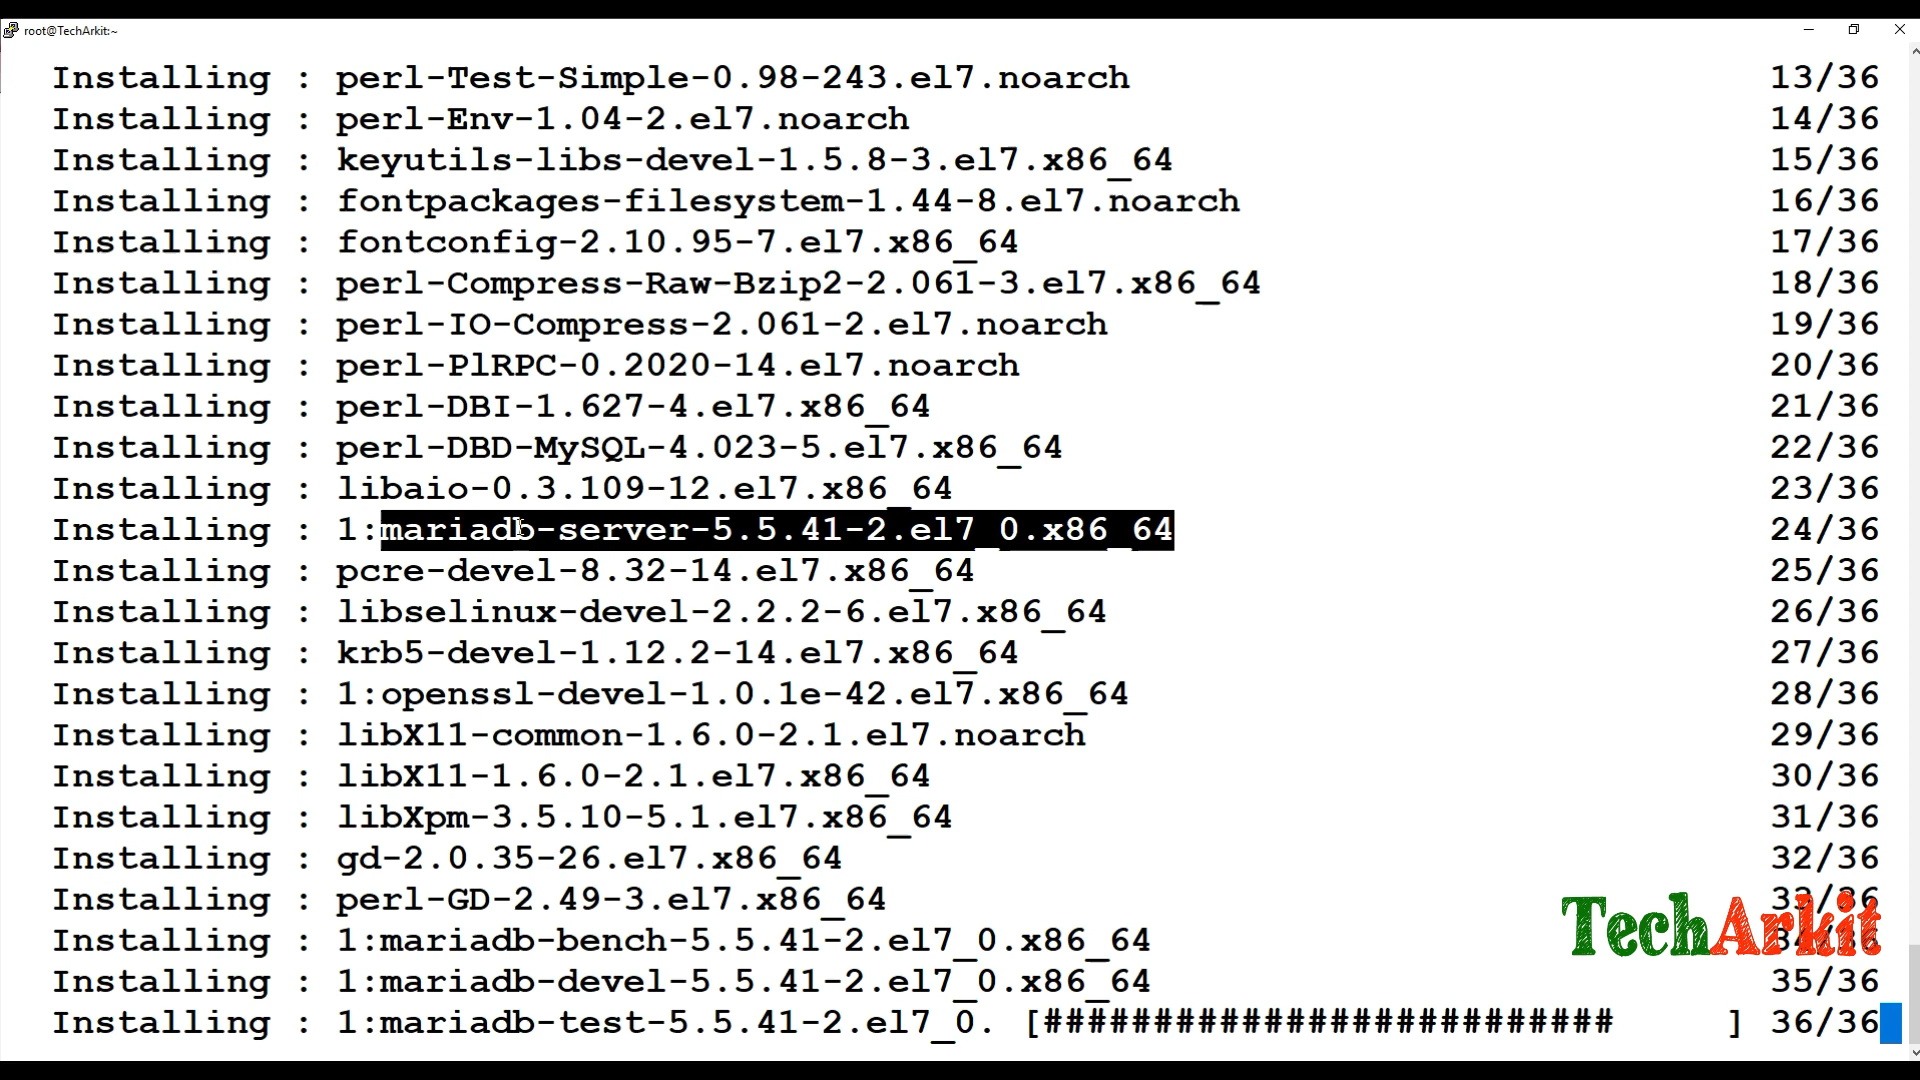 root@TechArkit:~
Installing : perl-Test-Simple-0.98-243.el7.noarch 13/36
Installing : perl-Env-1.04-2.el7.noarch 14/36
Installing : keyutils-libs-devel-1.5.8-3.el7.x86_64 15/36
Installing : fontpackages-filesystem-1.44-8.el7.noarch 16/36
Installing : fontconfig-2.10.95-7.el7.x86_64 17/36
Installing : perl-Compress-Raw-Bzip2-2.061-3.el7.x86_64 18/36
Installing : perl-IO-Compress-2.061-2.el7.noarch 19/36
Installing : perl-PlRPC-0.2020-14.el7.noarch 20/36
Installing : perl-DBI-1.627-4.el7.x86_64 21/36
Installing : perl-DBD-MySQL-4.023-5.el7.x86_64 22/36
Installing : libaio-0.3.109-12.el7.x86_64 23/36
Installing : 1:mariadb-server-5.5.41-2.el7_0.x86_64 24/36
Installing : pcre-devel-8.32-14.el7.x86_64 25/36
Installing : libselinux-devel-2.2.2-6.el7.x86_64 26/36
Installing : krb5-devel-1.12.2-14.el7.x86_64 27/36
Installing : 1:openssl-devel-1.0.1e-42.el7.x86_64 28/36
Installing : libX11-common-1.6.0-2.1.el7.noarch 29/36
Installing : libX11-1.6.0-2.1.el7.x86_64 30/36
Installing : libXpm-3.5.10-5.1.el7.x86_64 31/36
Installing : gd-2.0.35-26.el7.x86_64 32/36
Installing : perl-GD-2.49-3.el7.x86_64 33/36
Installing : 1:mariadb-bench-5.5.41-2.el7_0.x86_64 34/36
TechArkit
Installing : 1:mariadb-devel-5.5.41-2.el7_0.x86_64 35/36
Installing : 1:mariadb-test-5.5.41-2.el7_0. [########################## ] 36/36